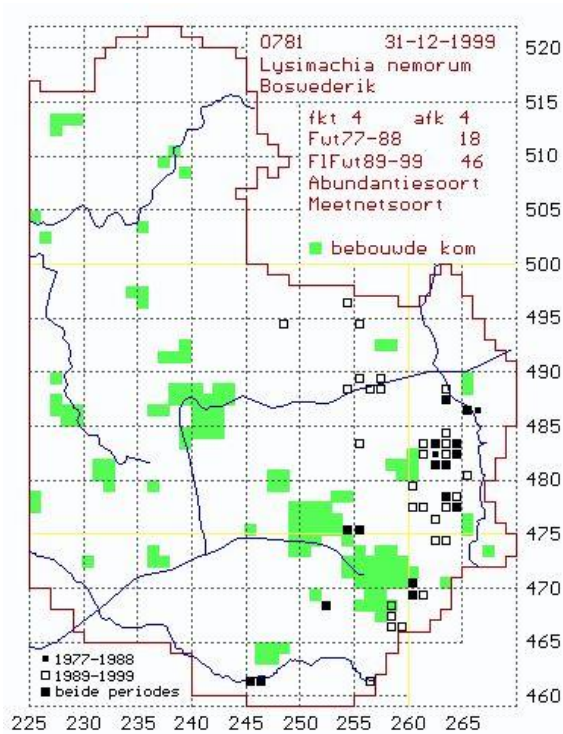 0781 31-12-1999
Lysimachia nemorum
Boswederik
fkt 4 afk 4
Fwt77-88 18
FlFwt89-99 46
Abundantiesoort
Meetnetsoort
bebouwde kom
520
515
510
505
500
495
490
485
480
475
470
465
460
1977-1988
1989-1999
beide periodes
225 230 235 240 245 250 255 260 265